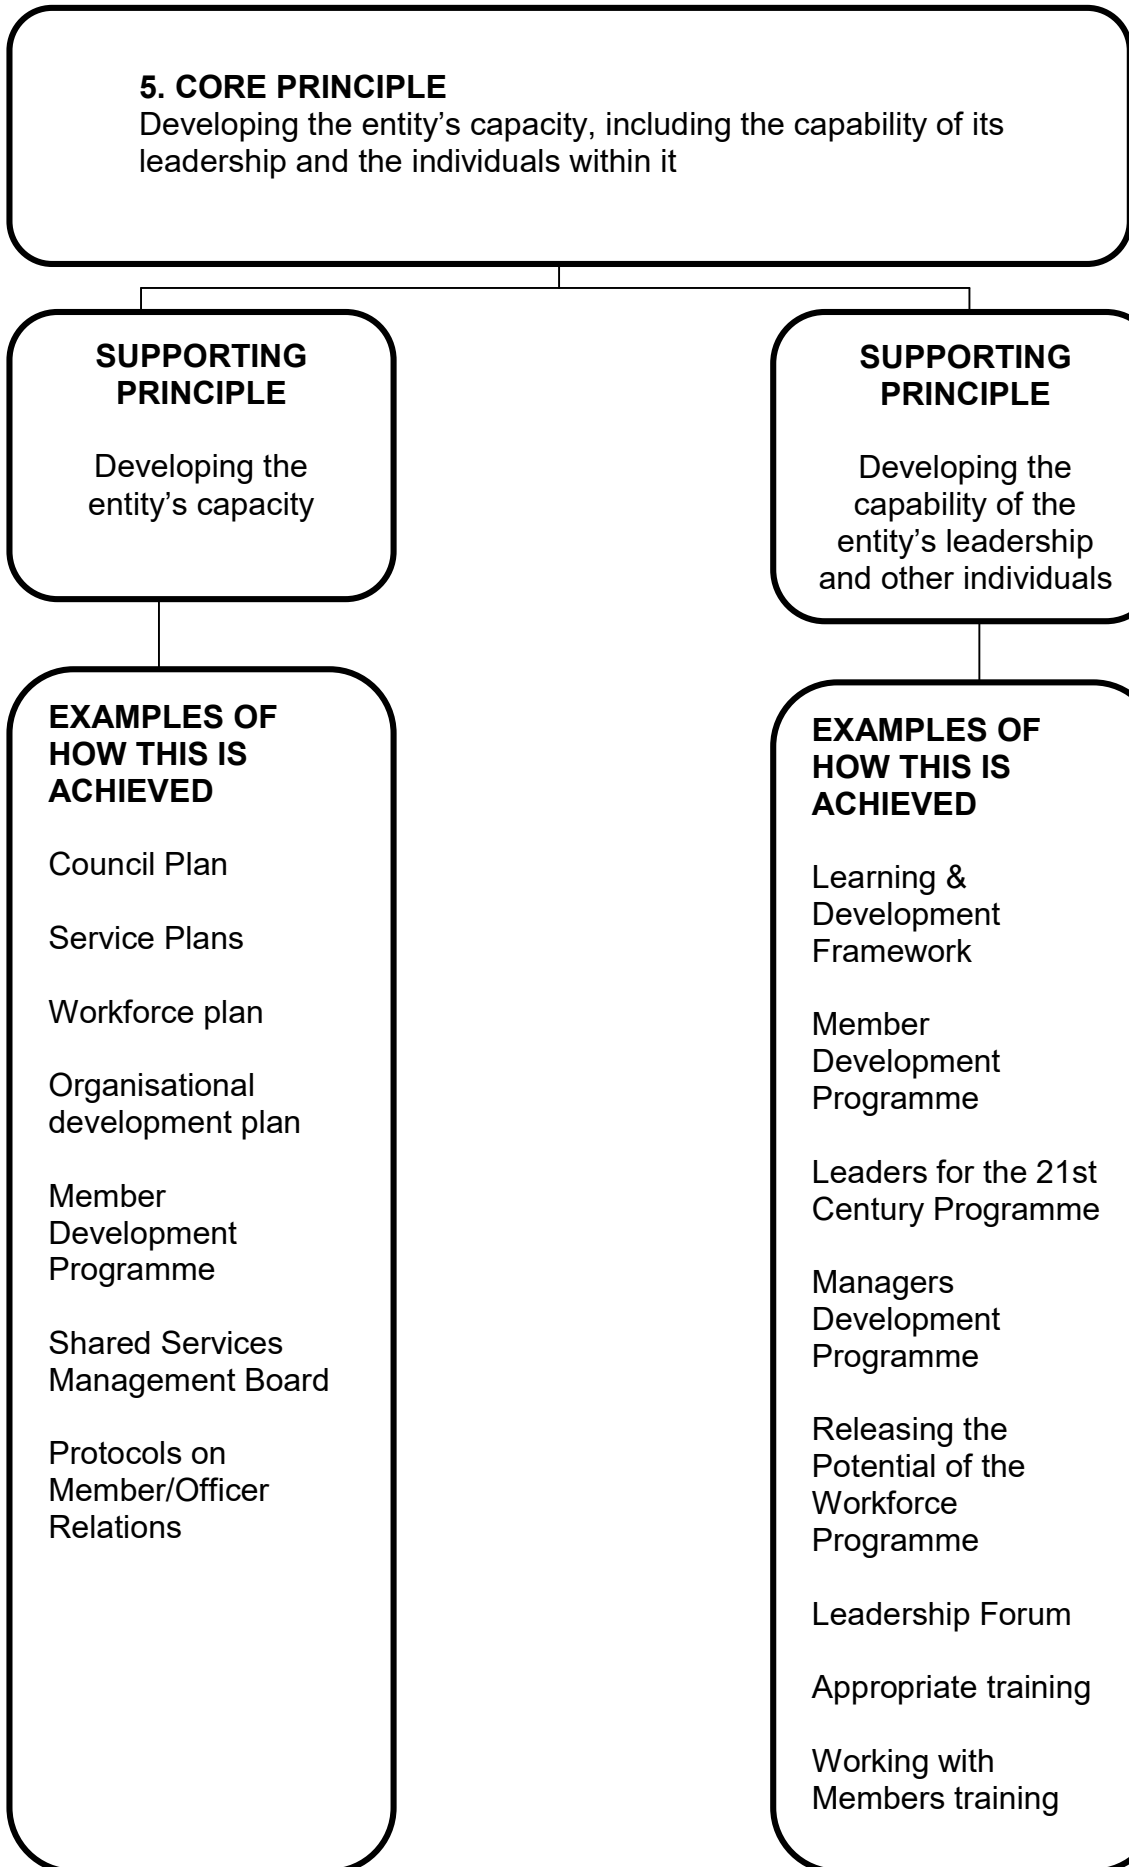 5. CORE PRINCIPLE
Developing the entity’s capacity, including the capability of its
leadership and the individuals within it
SUPPORTING
PRINCIPLE
Developing the
entity’s capacity
SUPPORTING
PRINCIPLE
Developing the
capability of the
entity’s leadership
and other individuals
EXAMPLES OF
HOW THIS IS
ACHIEVED
Council Plan
Service Plans
Workforce plan
Organisational
development plan
Member
Development
Programme
Shared Services
Management Board
Protocols on
Member/Officer
Relations
EXAMPLES OF
HOW THIS IS
ACHIEVED
Learning &
Development
Framework
Member
Development
Programme
Leaders for the 21st
Century Programme
Managers
Development
Programme
Releasing the
Potential of the
Workforce
Programme
Leadership Forum
Appropriate training
Working with
Members training